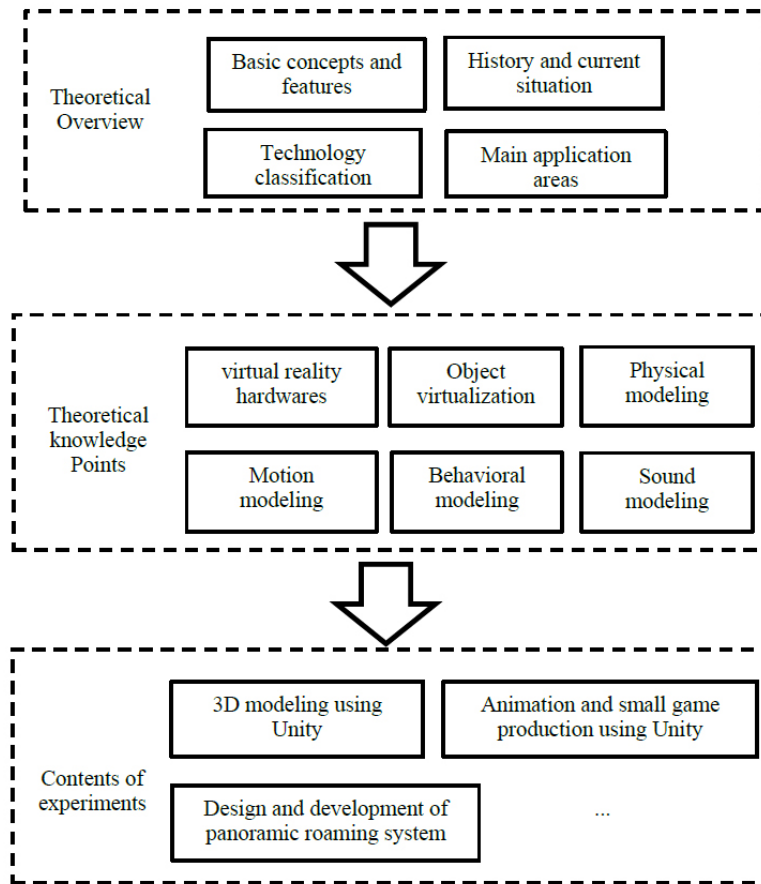 Theoretical
Overview
Basic concepts and
features
History and current
situation
Technology
classification
Main application
areas
Theoretical
knowledge
Points
virtual reality
hardwares
Object
virtualization
Physical
modeling
Motion
modeling
Behavioral
modeling
Sound
modeling
Contents of
experiments
3D modeling using
Unity
Animation and small game
production using Unity
Design and development of
panoramic roaming system
...